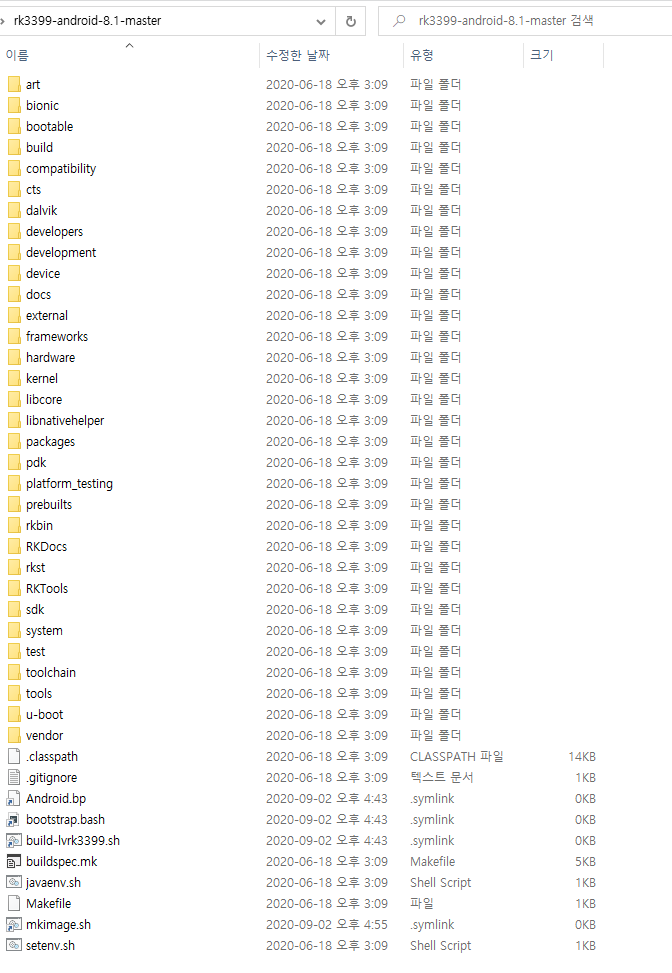 rk3399-android-8.1-master rk3399-android-8.1-master 검색
이름 수정한 날짜 유형 크기
art 2020-06-18 오후 3:09 파일 폴더
bionic 2020-06-18 오후 3:09 파일 폴더
bootable 2020-06-18 오후 3:09 파일 폴더
build 2020-06-18 오후 3:09 파일 폴더
compatibility 2020-06-18 오후 3:09 파일 폴더
cts 2020-06-18 오후 3:09 파일 폴더
dalvik 2020-06-18 오후 3:09 파일 폴더
developers 2020-06-18 오후 3:09 파일 폴더
development 2020-06-18 오후 3:09 파일 폴더
device 2020-06-18 오후 3:09 파일 폴더
docs 2020-06-18 오후 3:09 파일 폴더
external 2020-06-18 오후 3:09 파일 폴더
frameworks 2020-06-18 오후 3:09 파일 폴더
hardware 2020-06-18 오후 3:09 파일 폴더
kernel 2020-06-18 오후 3:09 파일 폴더
libcore 2020-06-18 오후 3:09 파일 폴더
libnativehelper 2020-06-18 오후 3:09 파일 폴더
packages 2020-06-18 오후 3:09 파일 폴더
pdk 2020-06-18 오후 3:09 파일 폴더
platform_testing 2020-06-18 오후 3:09 파일 폴더
prebuilts 2020-06-18 오후 3:09 파일 폴더
rkbin 2020-06-18 오후 3:09 파일 폴더
RKDocs 2020-06-18 오후 3:09 파일 폴더
rkst 2020-06-18 오후 3:09 파일 폴더
RKTools 2020-06-18 오후 3:09 파일 폴더
sdk 2020-06-18 오후 3:09 파일 폴더
system 2020-06-18 오후 3:09 파일 폴더
test 2020-06-18 오후 3:09 파일 폴더
toolchain 2020-06-18 오후 3:09 파일 폴더
tools 2020-06-18 오후 3:09 파일 폴더
u-boot 2020-06-18 오후 3:09 파일 폴더
vendor 2020-06-18 오후 3:09 파일 폴더
.classpath 2020-06-18 오후 3:09 CLASSPATH 파일 14KB
.gitignore 2020-06-18 오후 3:09 텍스트 문서 1KB
Android.bp 2020-09-02 오후 4:43 .symlink 0KB
bootstrap.bash 2020-09-02 오후 4:43 .symlink 0KB
build-lvrk3399.sh 2020-09-02 오후 4:43 .symlink 0KB
buildspec.mk 2020-06-18 오후 3:09 Makefile 5KB
javaenv.sh 2020-06-18 오후 3:09 Shell Script 1KB
Makefile 2020-06-18 오후 3:09 파일 1KB
mkimage.sh 2020-09-02 오후 4:55 .symlink 0KB
setenv.sh 2020-06-18 오후 3:09 Shell Script 1KB